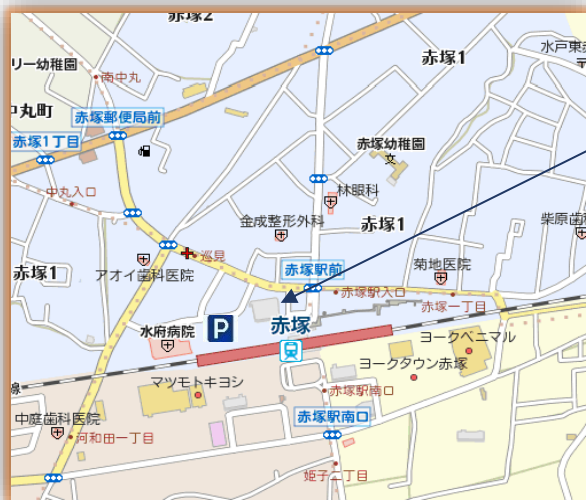 赤塚2
赤塚1
水戸東
リー幼稚園
南中丸
中丸町
赤塚郵便局前
赤塚1丁目
赤塚幼稚園
中丸入口
林眼科
金成整形外科
赤塚1
柴原歯科
巡見
アオイ歯科医院
赤塚1
赤塚駅前
菊地医院
赤塚駅入口
赤塚一丁目
水府病院
P
赤塚
ヨークベニマル
ヨークタウン赤塚
線
マツモトキヨシ
赤塚駅南口
中庭歯科医院
赤塚駅南口
河和田一丁目
姫子二丁目